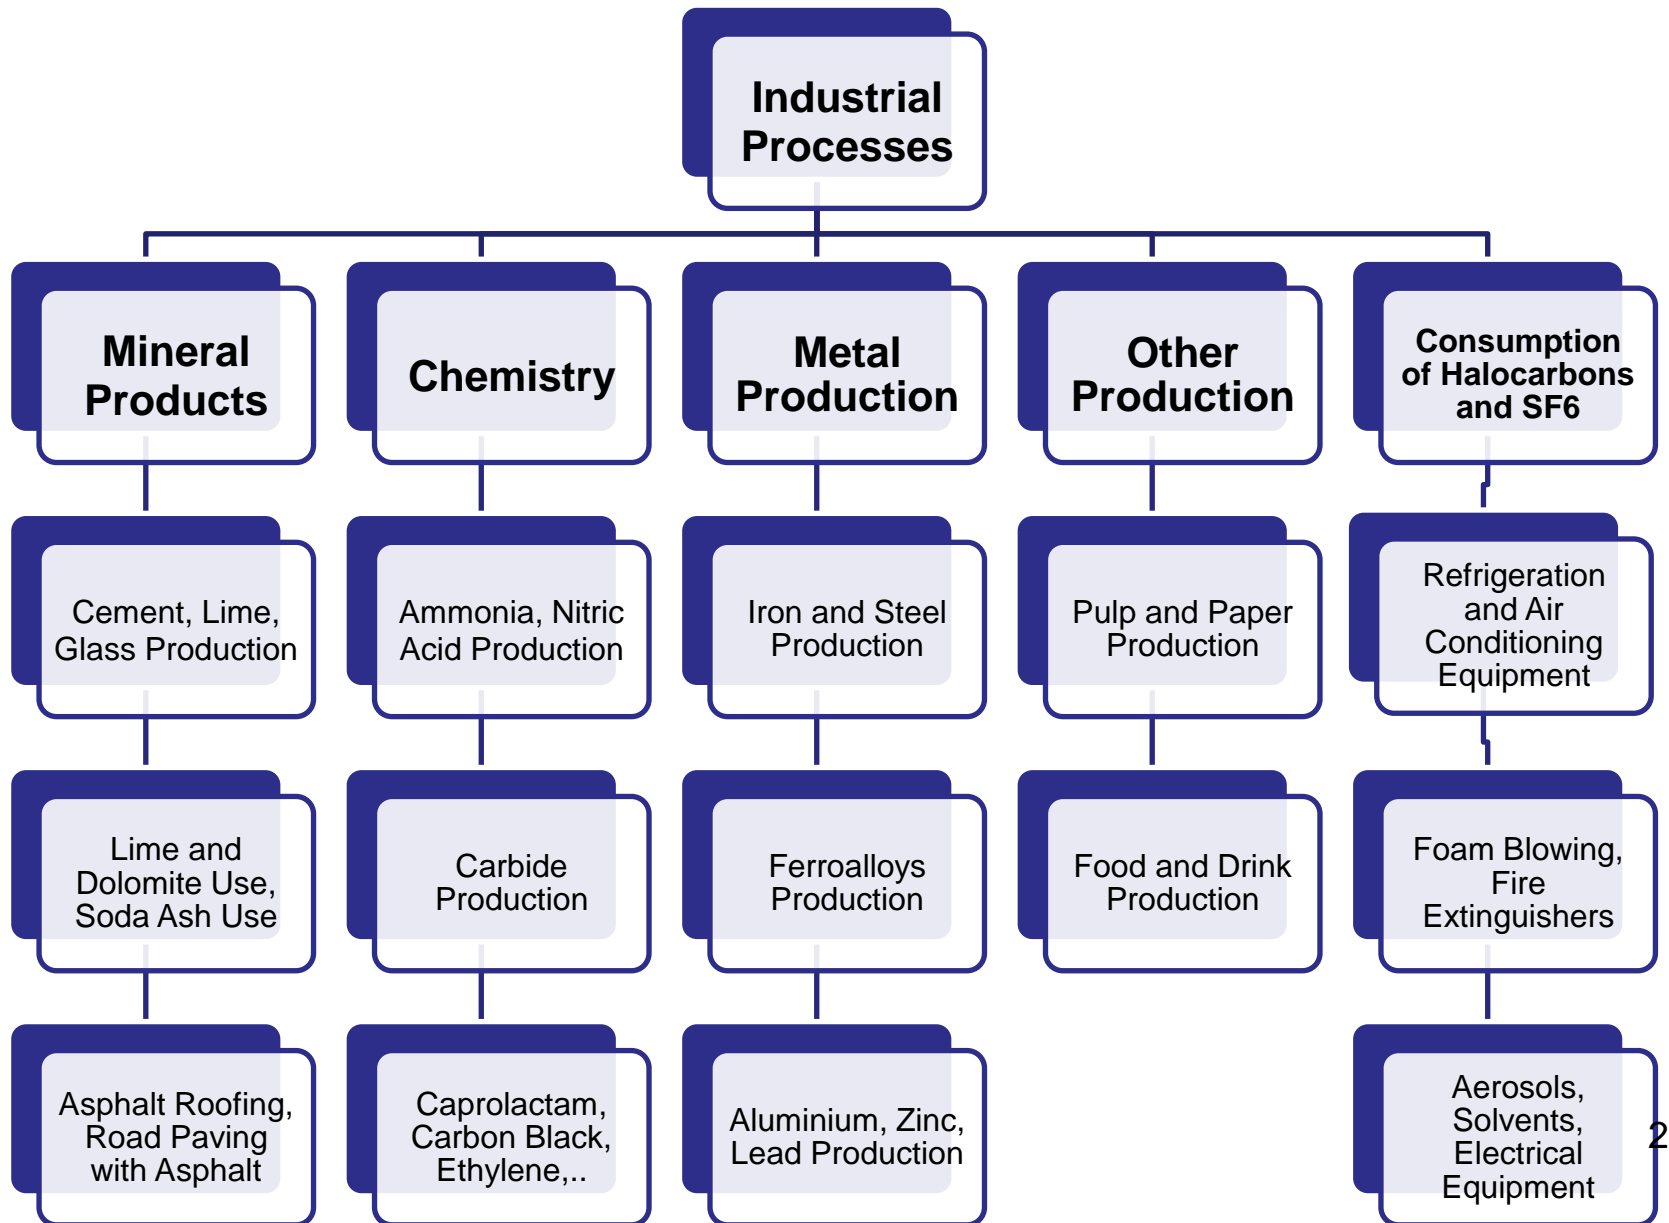 Industrial
Processes
Mineral
Products
Chemistry
Metal
Production
Other
Production
Consumption
of Halocarbons
and SF6
Cement, Lime,
Glass Production
Ammonia, Nitric
Acid Production
Iron and Steel
Production
Pulp and Paper
Production
Refrigeration
and Air
Conditioning
Equipment
Lime and
Dolomite Use,
Soda Ash Use
Carbide
Production
Ferroalloys
Production
Food and Drink
Production
Foam Blowing,
Fire
Extinguishers
Asphalt Roofing,
Road Paving
with Asphalt
Caprolactam,
Carbon Black,
Ethylene,..
Aluminium, Zinc,
Lead Production
Aerosols,
Solvents,
Electrical
Equipment
2